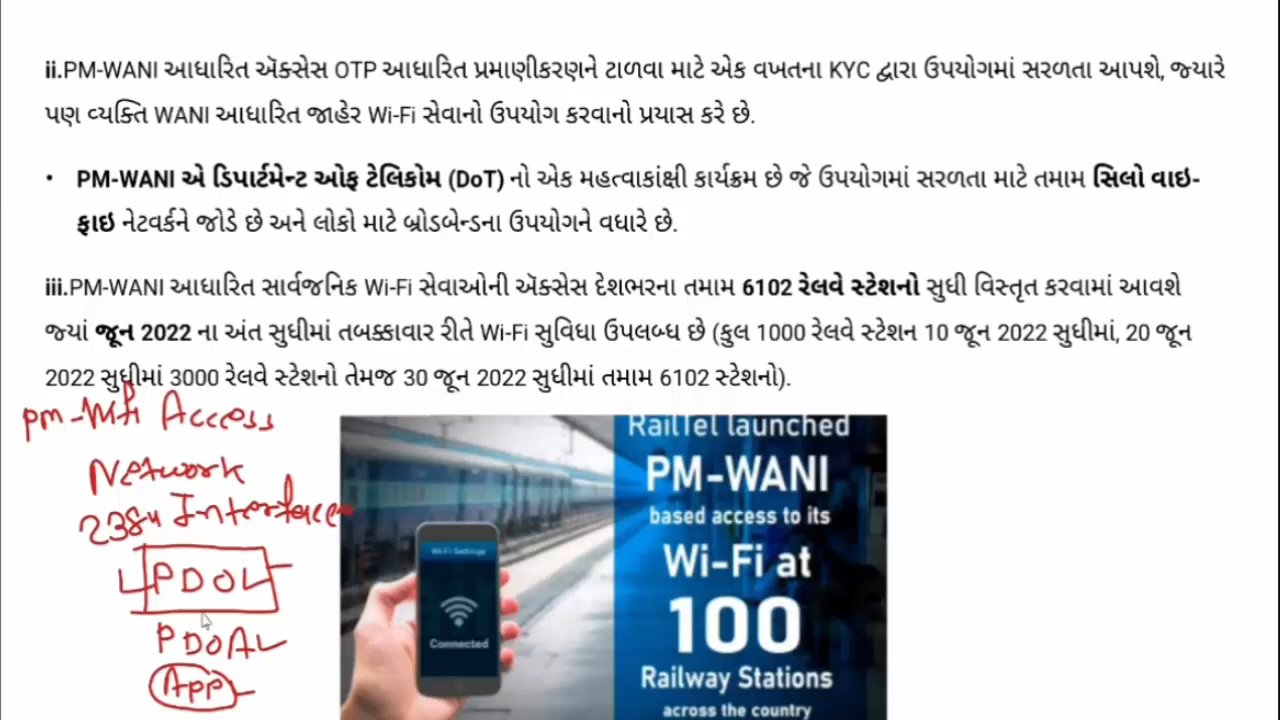 ii.PM-WANI આધારિત ઍક્સેસ OTP આધારિત પ્રમાણીકરણને ટાળવા માટે એક વખતના KYC દ્વારા ઉપયોગમાં સરળતા આપશે, જ્યારે
પણ વ્યક્તિ WANI આધારિત જાહેર Wi-Fi સેવાનો ઉપયોગ કરવાનો પ્રયાસ કરે છે.
• PM-WANI એ ડિપાર્ટમેન્ટ ઓફ ટેલિકોમ (DoT) નો એક મહત્વાકાંક્ષી કાર્યક્રમ છે જે ઉપયોગમાં સરળતા માટે તમામ સિલો વાઇ-
ફાઇ નેટવર્કને જોડે છે અને લોકો માટે બ્રોડબેન્ડના ઉપયોગને વધારે છે.
iii.PM-WANI આધારિત સાર્વજનિક Wi-Fi સેવાઓની ઍક્સેસ દેશભરના તમામ 6102 રેલવે સ્ટેશનો સુધી વિસ્તૃત કરવામાં આવશે
જ્યાં જૂન 2022 ના અંત સુધીમાં તબક્કાવાર રીતે Wi-Fi સુવિધા ઉપલબ્ધ છે (કુલ 1000 રેલવે સ્ટેશન 10 જૂન 2022 સુધીમાં, 20 જૂન
2022 સુધીમાં 3000 રેલવે સ્ટેશનો તેમજ 30 જૂન 2022 સુધીમાં તમામ 6102 સ્ટેશનો).
Access
Network
Interface
PDO
PDOA
App
Wi-Fi Settings
Connected
RailTel launched
PM-WANI
based access to its
Wi-Fi at
100
Railway Stations
across the country